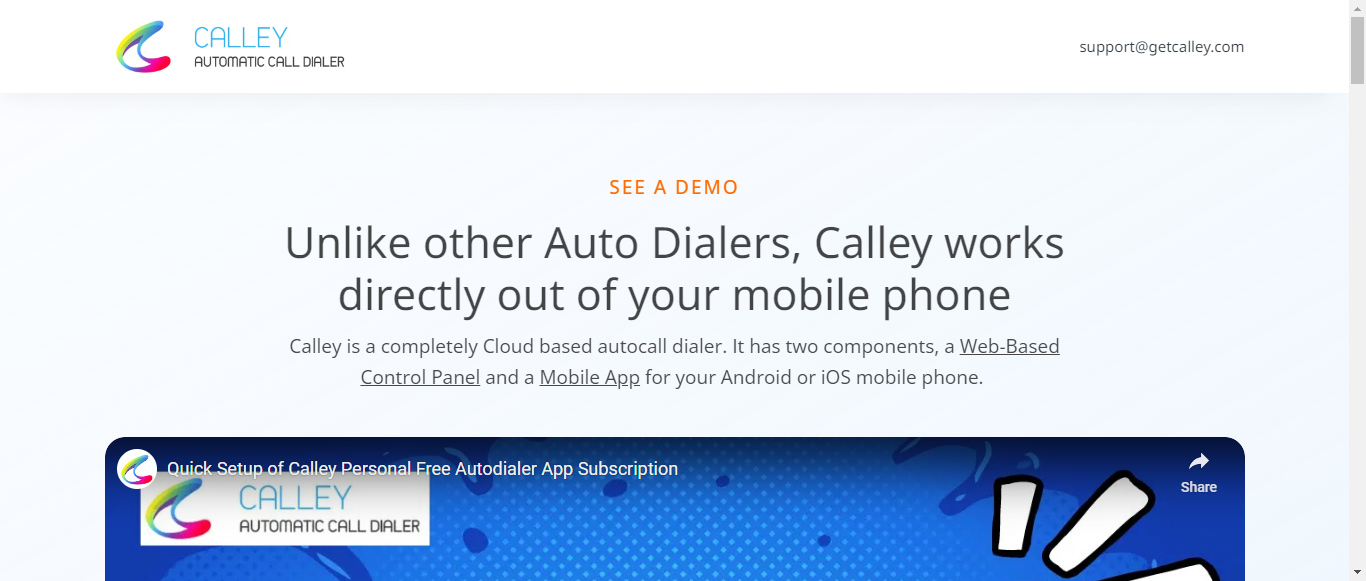 CALLEY
AUTOMATIC CALL DIALER
support@getcalley.com
SEE A DEMO
Unlike other Auto Dialers, Calley works
directly out of your mobile phone
Calley is a completely Cloud based autocall dialer. It has two components, a Web-Based
Control Panel and a Mobile App for your Android or iOS mobile phone.
Quick Setup of Calley Personal Free Autodialer App Subscription
Share
CALLEY
AUTOMATIC CALL DIALER